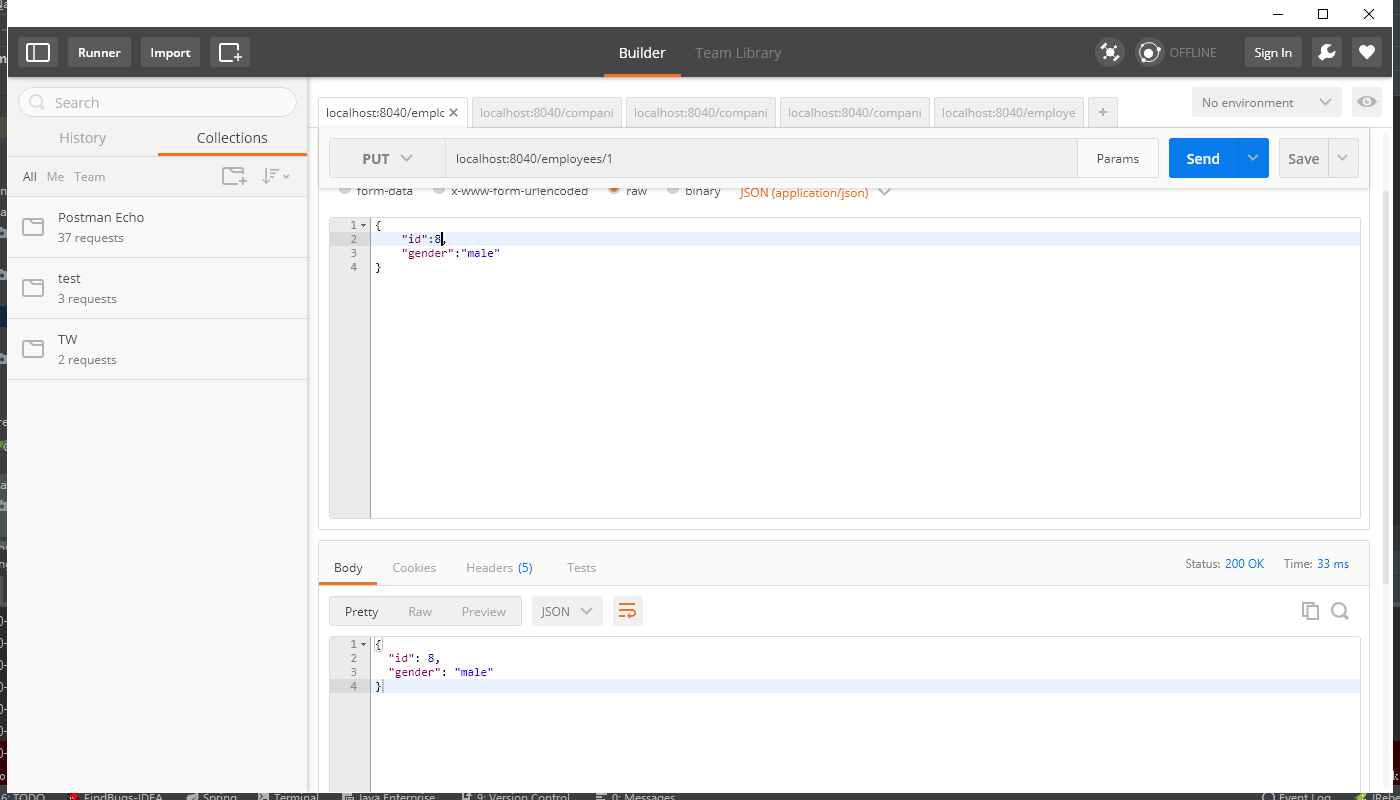 Runner
Import
Builder
Team Library
OFFLINE
Sign In
Search
History
Collections
All Me Team
Postman Echo
37 requests
test
3 requests
TW
2 requests
localhost:8040/emplc
localhost:8040/compani
localhost:8040/compani
localhost:8040/compani
localhost:8040/employe
+
No environment
PUT
localhost:8040/employees/1
Params
Send
Save
form-data
x-www-form-urlencoded
raw
binary
JSON (application/json)
1 {
2 "id":8,
3 "gender":"male"
4 }
Body
Cookies
Headers (5)
Tests
Status: 200 OK
Time: 33 ms
Pretty
Raw
Preview
JSON
1 {
2 "id": 8,
3 "gender": "male"
4 }
6: TODO
FindBugs-IDEA
Spring
Terminal
Java Enterprise
9: Version Control
0: Messages
Event Log
JRebe